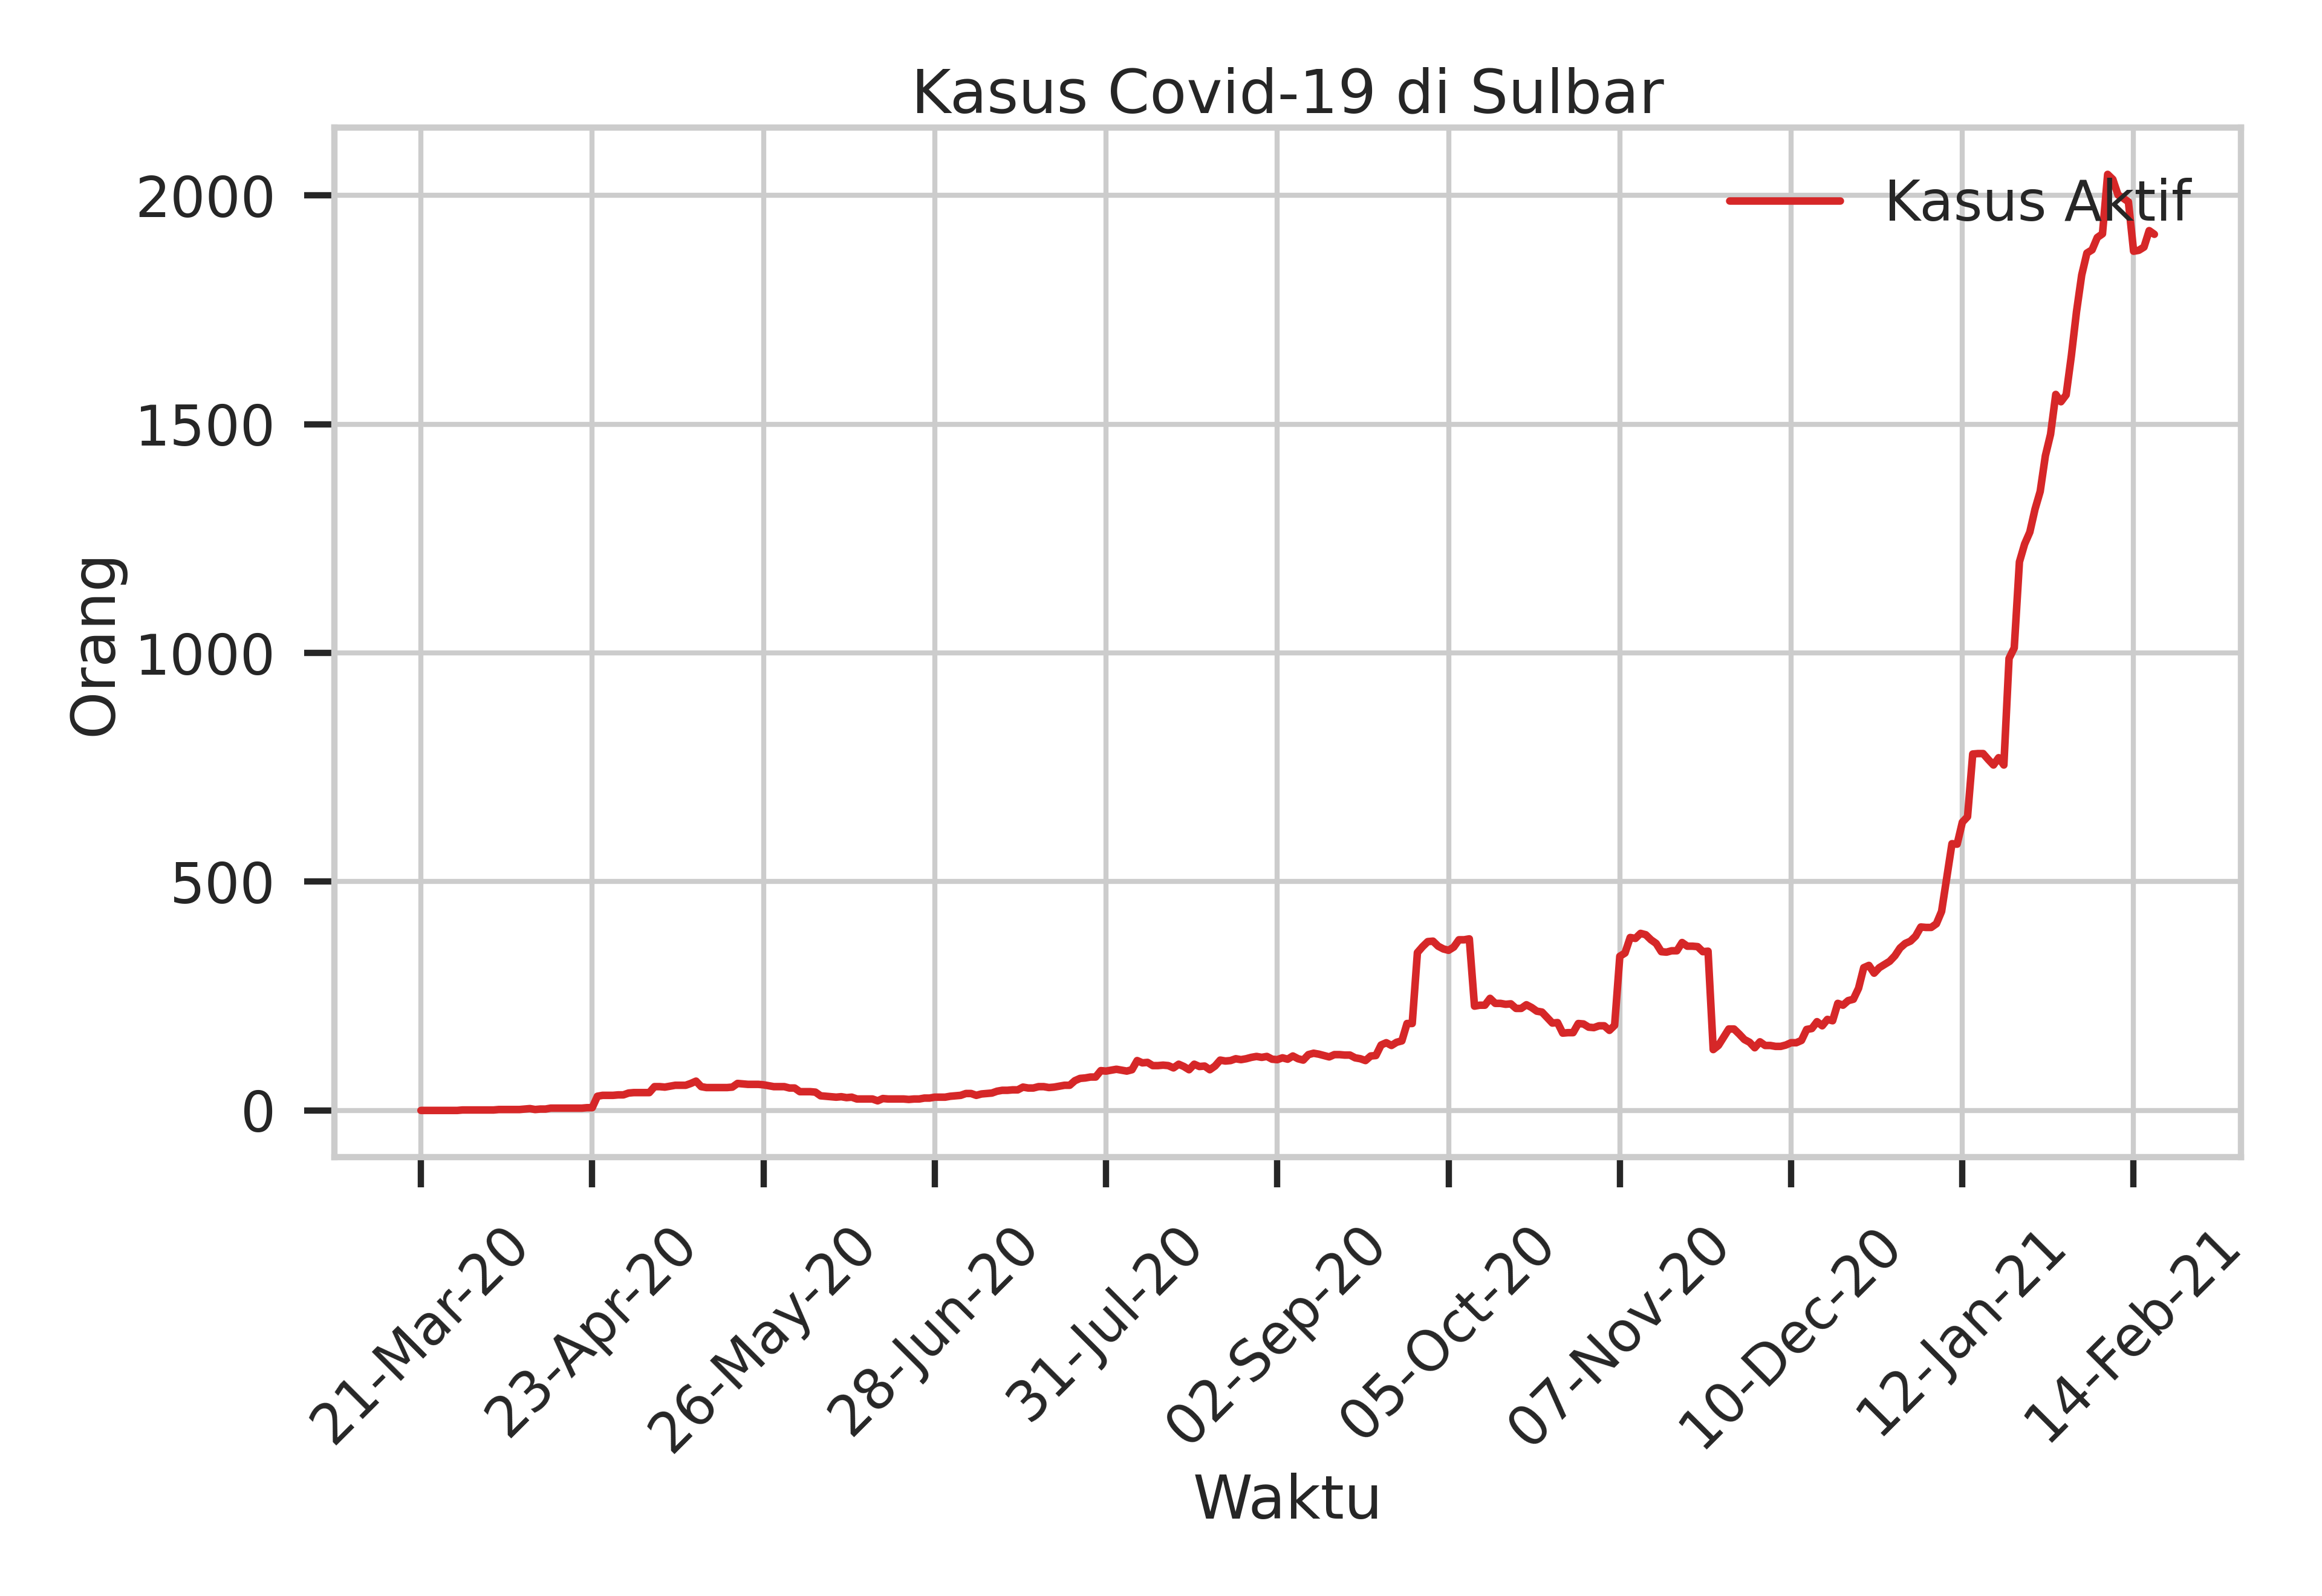 Kasus Covid-19 di Sulbar
Kasus Aktif
2000
1500
1000
500
0
Orang
21-Mar-20
23-Apr-20
26-May-20
28-Jun-20
31-Jul-20
02-Sep-20
05-Oct-20
07-Nov-20
10-Dec-20
12-Jan-21
14-Feb-21
Waktu